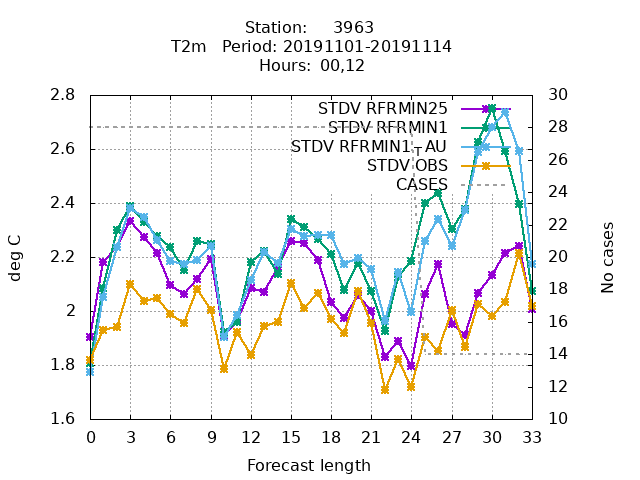 Station: 3963
T2m Period: 20191101-20191114
Hours: 00,12
2.8
2.6
2.4
2.2
2
1.8
1.6
deg C
30
28
26
24
22
20
18
16
14
12
10
No cases
STDV RFRMIN25
STDV RFRMIN1
STDV RFRMIN1_AU
STDV OBS
CASES
0 3 6 9 12 15 18 21 24 27 30 33
Forecast length